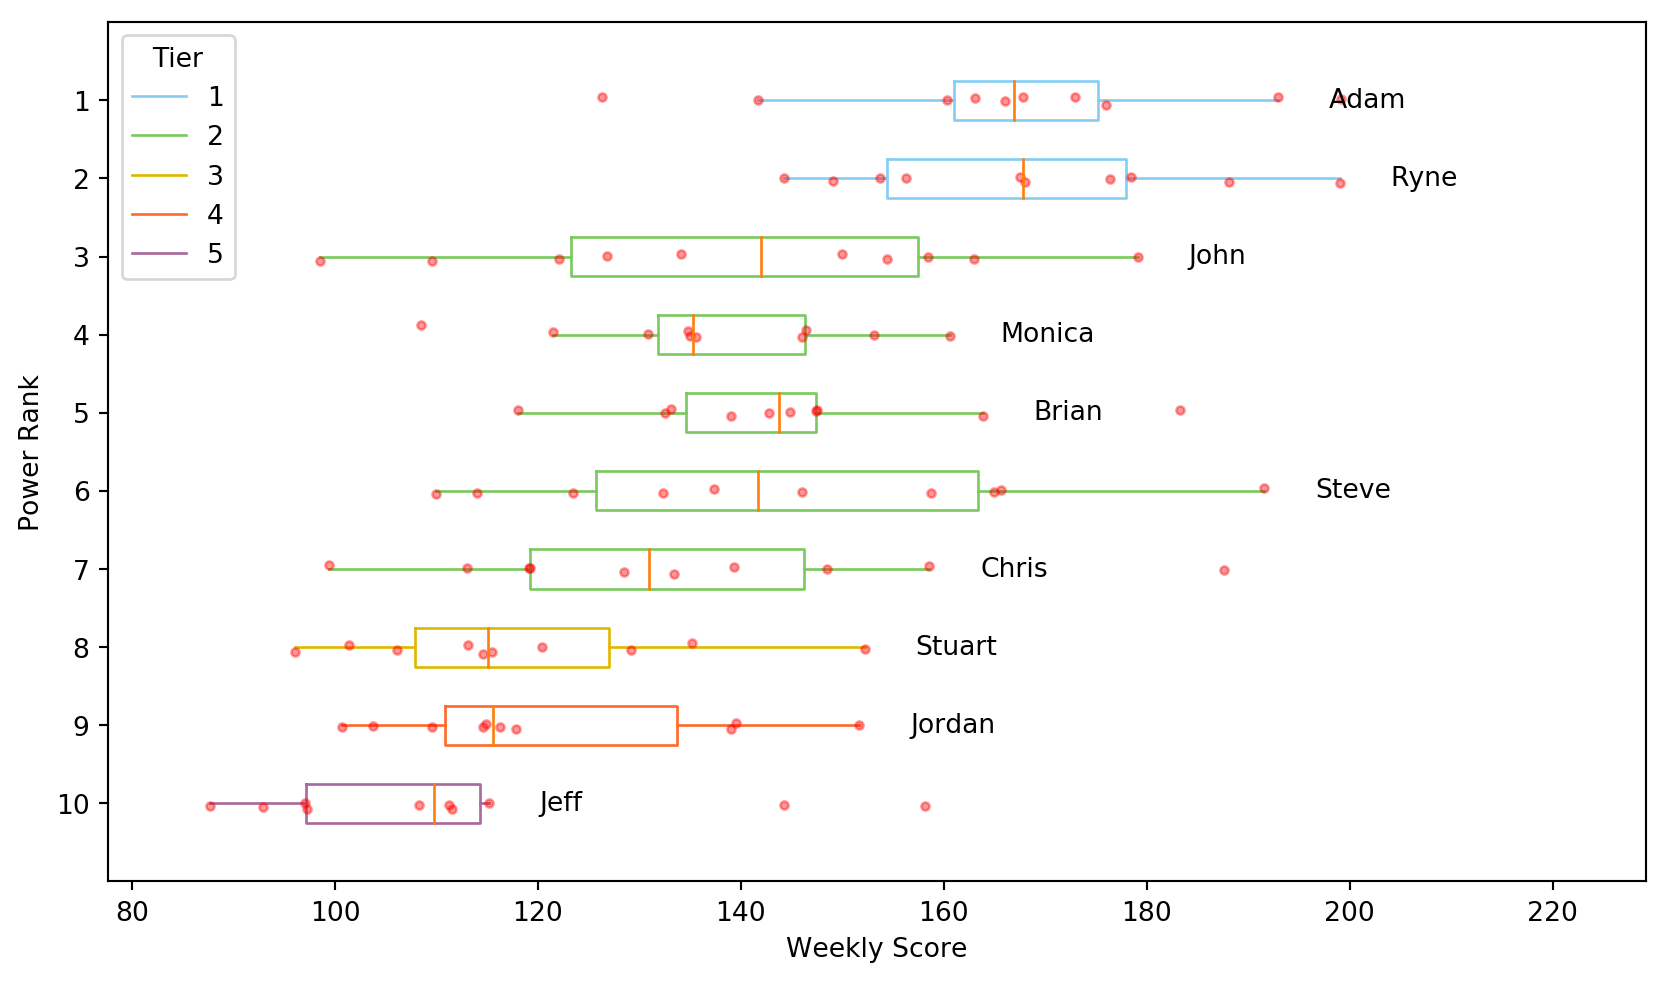 Tier
1
2
3
4
5
Power Rank
1
Adam
2
Ryne
3
John
4
Monica
5
Brian
6
Steve
7
Chris
8
Stuart
9
Jordan
10
Jeff
80 100 120 140 160 180 200 220
Weekly Score